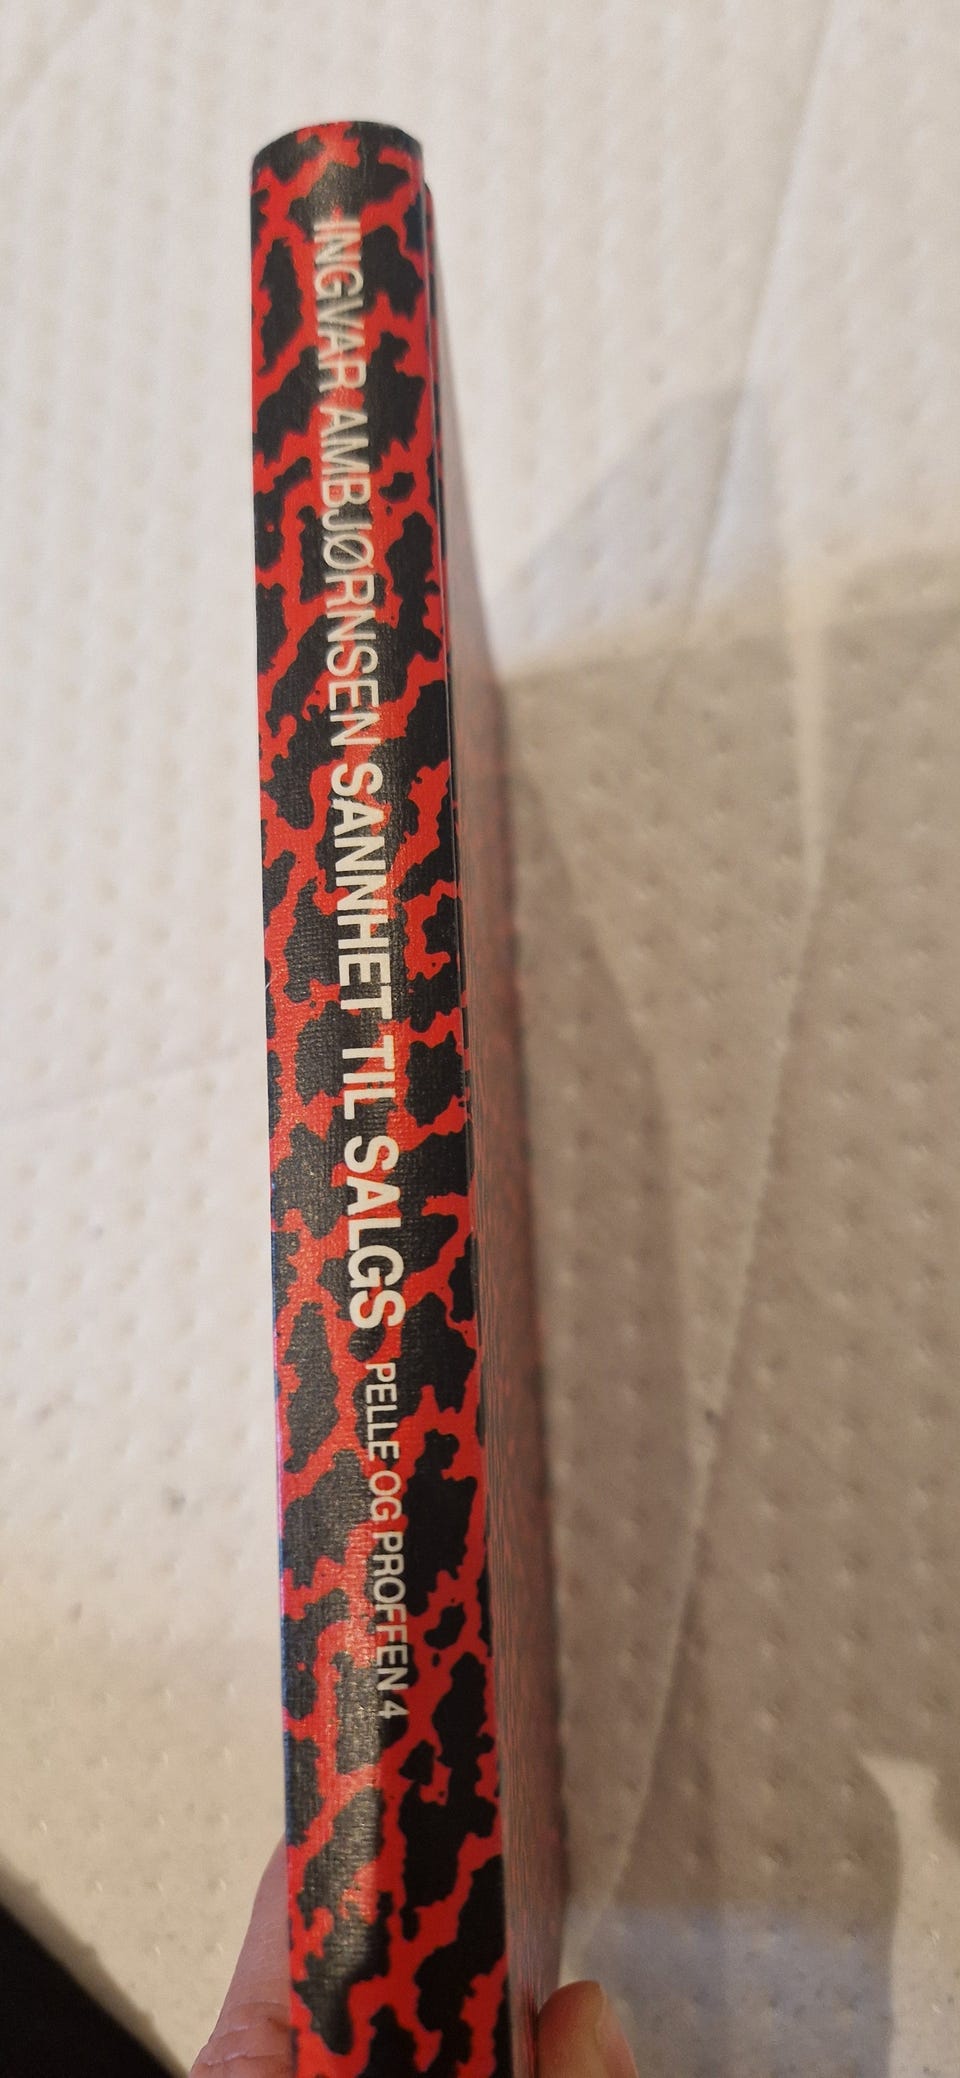 INGVAR AMBJØRNSEN SANNHET TIL SALGS PELLE OG PROFFEN 4